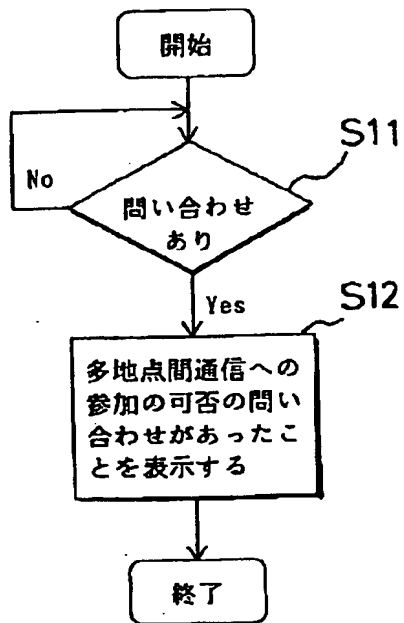 開始
S11
No
問い合わせ
あり
Yes
S12
多地点間通信への
参加の可否の問い
合わせがあったこ
とを表示する
終了